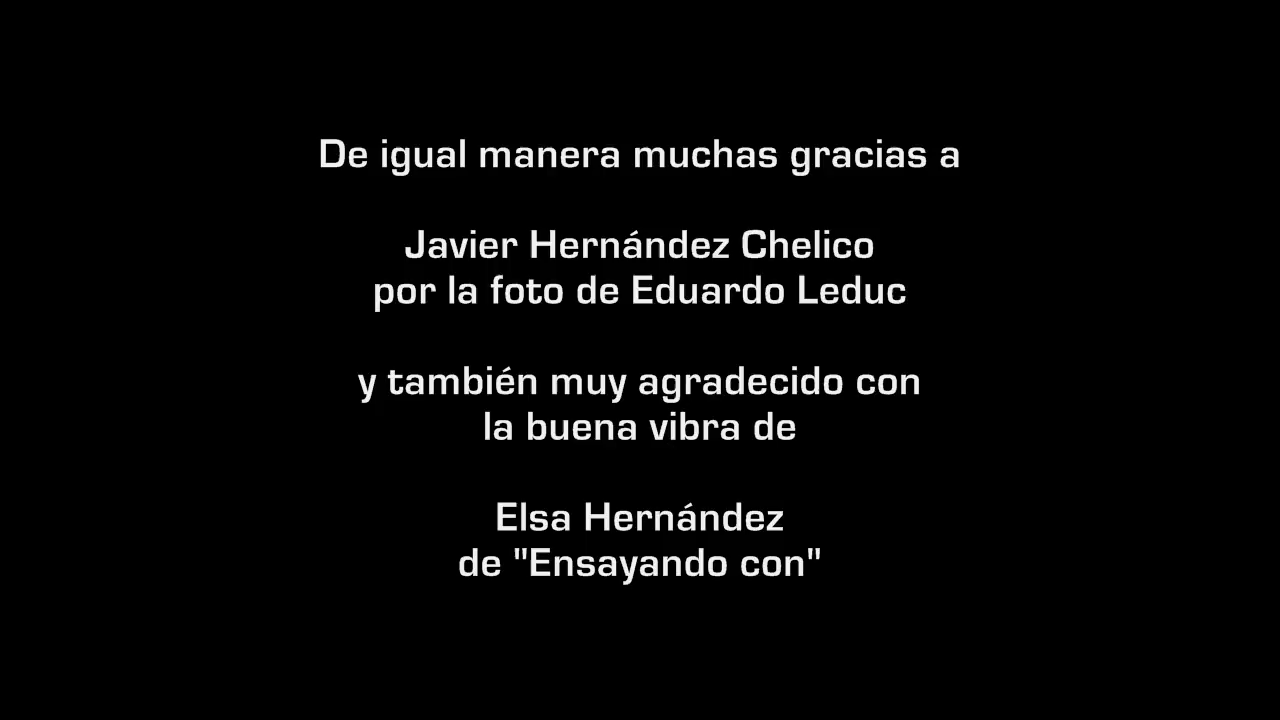 De igual manera muchas gracias a
Javier Hernández Chelico
por la foto de Eduardo Leduc
y también muy agradecido con
la buena vibra de
Elsa Hernández
de "Ensayando con"